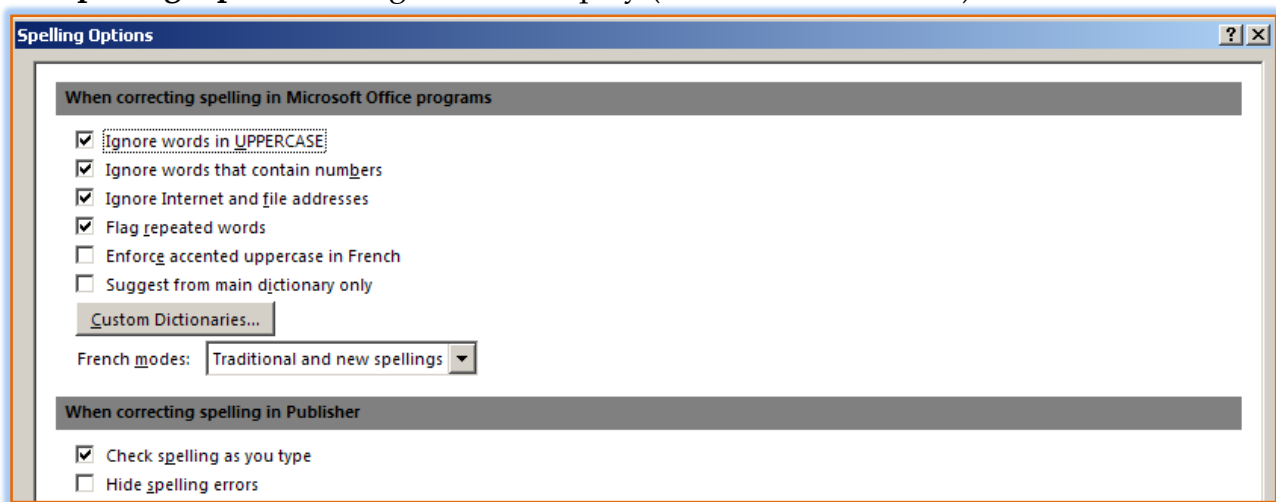 Spelling Options
When correcting spelling in Microsoft Office programs
Ignore words in UPPERCASE
Ignore words that contain numbers
Ignore Internet and file addresses
Flag repeated words
Enforce accented uppercase in French
Suggest from main dictionary only
Custom Dictionaries...
French modes: Traditional and new spellings
When correcting spelling in Publisher
Check spelling as you type
Hide spelling errors